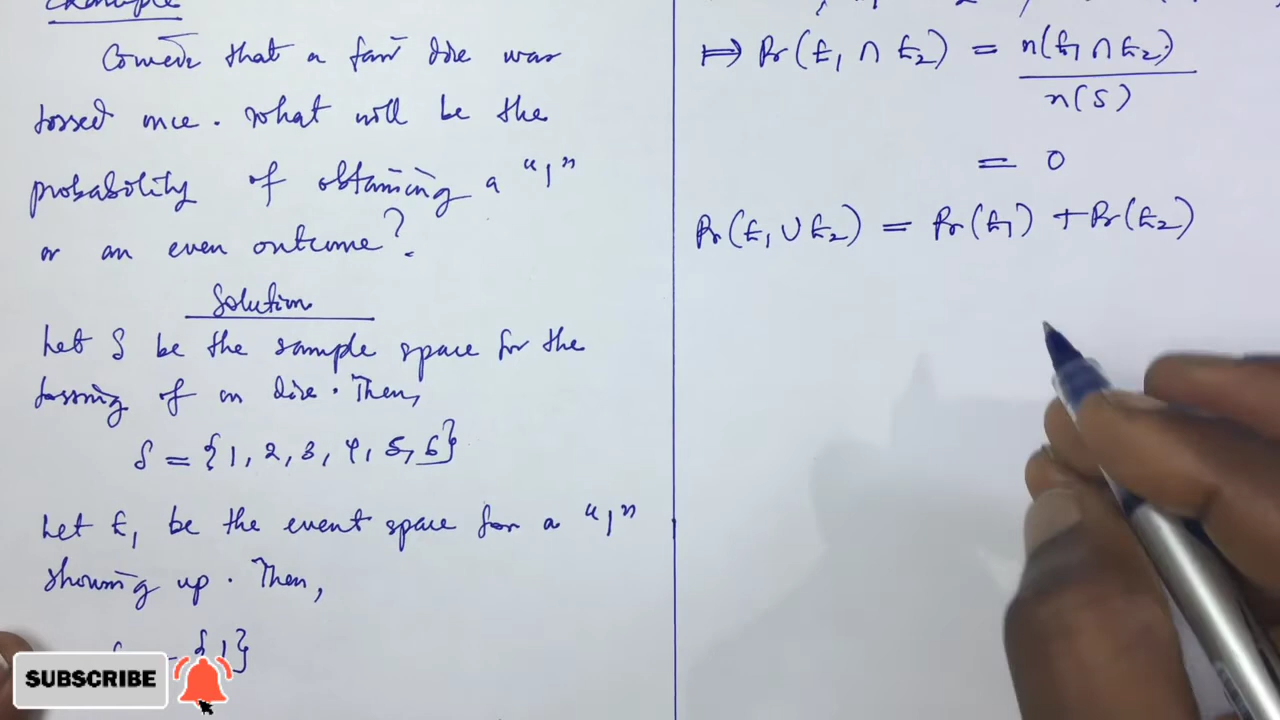 Example
Consider that a fair die was
tossed once. What will be the
probability of obtaining a "1"
or an even outcome?
Solution
Let S be the sample space for the
tossing of a die. Then,
S = {1, 2, 3, 4, 5, 6}
Let E₁ be the event space for a "1"
showing up. Then,
= {1}
SUBSCRIBE
⟼ Pr(E₁ ∩ E₂) = n(E₁ ∩ E₂)
n(S)
= 0
Pr(E₁ ∪ E₂) = Pr(E₁) + Pr(E₂)